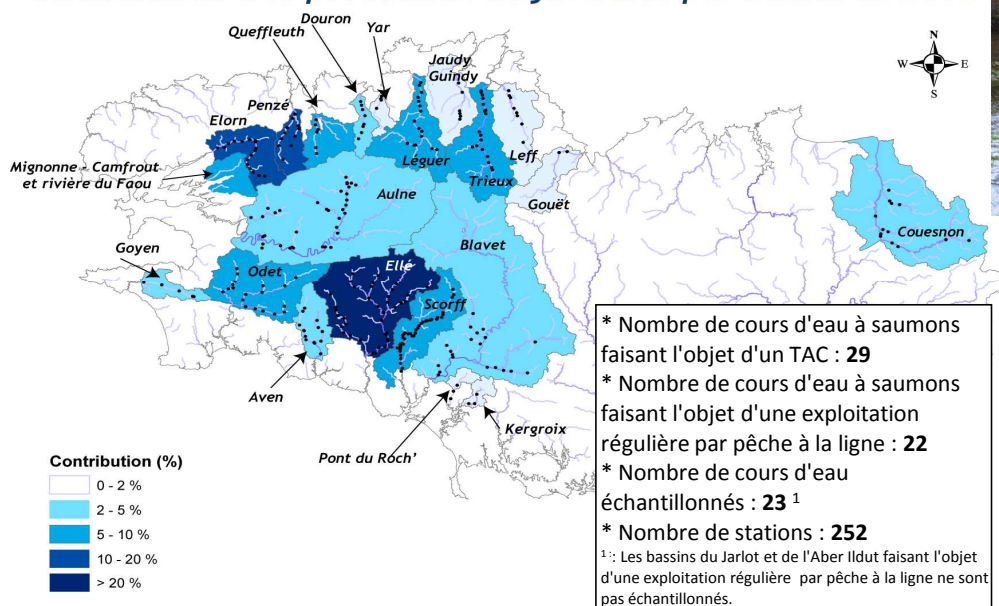 Douron
Queffleuth
Yar
Jaudy
Guindy
N
W E
S
Penzé
Elorn
Mignonne - Camfrout
et rivière du Faou
Léguer
Trieux
Leff
Gouët
Aulne
Blavet
Couesnon
Goyen
Odet
Ellé
Scorff
Aven
Pont du Roch'
Kergroix
Contribution (%)
0 - 2 %
2 - 5 %
5 - 10 %
10 - 20 %
> 20 %
* Nombre de cours d'eau à saumons
faisant l'objet d'un TAC : 29
* Nombre de cours d'eau à saumons
faisant l'objet d'une exploitation
régulière par pêche à la ligne : 22
* Nombre de cours d'eau
échantillonnés : 23 ¹
* Nombre de stations : 252
¹ : Les bassins du Jarlot et de l'Aber Ildut faisant l'objet
d'une exploitation régulière par pêche à la ligne ne sont
pas échantillonnés.